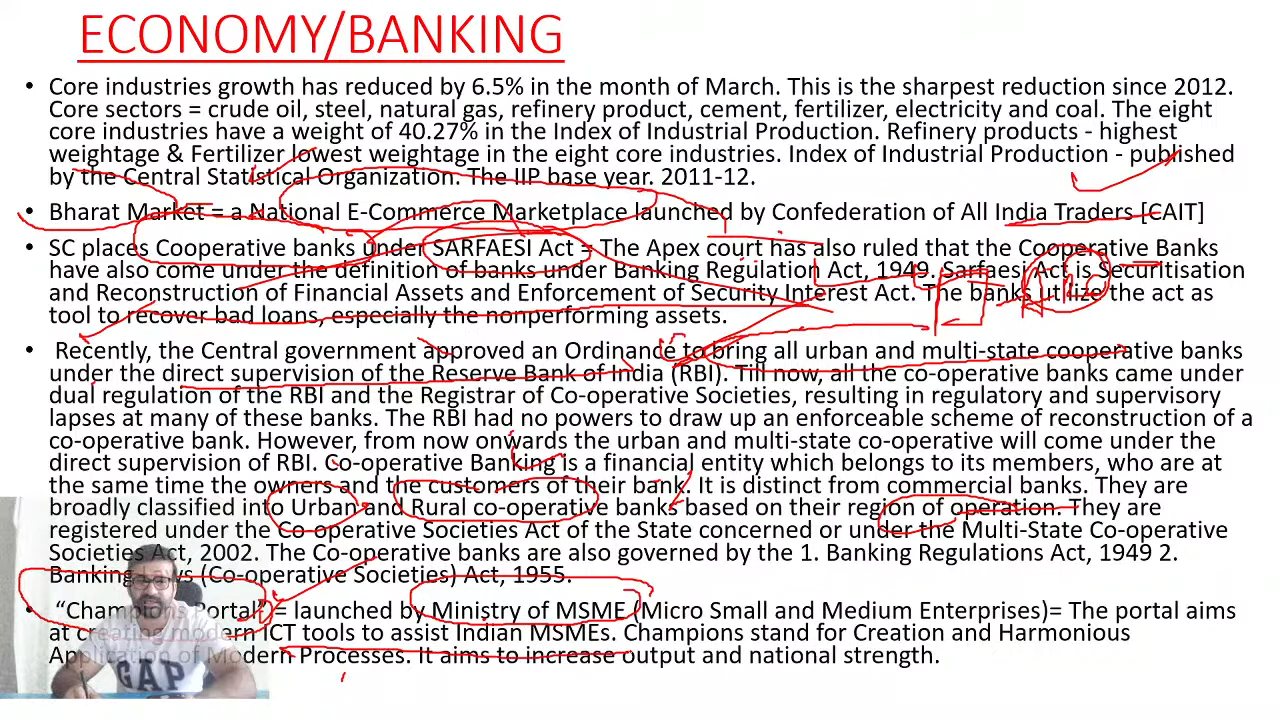 ECONOMY/BANKING
• Core industries growth has reduced by 6.5% in the month of March. This is the sharpest reduction since 2012.
Core sectors = crude oil, steel, natural gas, refinery product, cement, fertilizer, electricity and coal. The eight
core industries have a weight of 40.27% in the Index of Industrial Production. Refinery products - highest
weightage & Fertilizer lowest weightage in the eight core industries. Index of Industrial Production - published
by the Central Statistical Organization. The IIP base year. 2011-12.
• Bharat Market = a National E-Commerce Marketplace launched by Confederation of All India Traders [CAIT]
• SC places Cooperative banks under SARFAESI Act = The Apex court has also ruled that the Cooperative Banks
have also come under the definition of banks under Banking Regulation Act, 1949. Sarfaesi Act is Securitisation
and Reconstruction of Financial Assets and Enforcement of Security Interest Act. The banks utilize the act as
tool to recover bad loans, especially the nonperforming assets.
• Recently, the Central government approved an Ordinance to bring all urban and multi-state cooperative banks
under the direct supervision of the Reserve Bank of India (RBI). Till now, all the co-operative banks came under
dual regulation of the RBI and the Registrar of Co-operative Societies, resulting in regulatory and supervisory
lapses at many of these banks. The RBI had no powers to draw up an enforceable scheme of reconstruction of a
co-operative bank. However, from now onwards the urban and multi-state co-operative will come under the
direct supervision of RBI. Co-operative Banking is a financial entity which belongs to its members, who are at
the same time the owners and the customers of their bank. It is distinct from commercial banks. They are
broadly classified into Urban and Rural co-operative banks based on their region of operation. They are
registered under the Co-operative Societies Act of the State concerned or under the Multi-State Co-operative
Societies Act, 2002. The Co-operative banks are also governed by the 1. Banking Regulations Act, 1949 2.
Banking (Co-operative Societies) Act, 1955.
• “Champions Portal” = launched by Ministry of MSME (Micro Small and Medium Enterprises)= The portal aims
at creating modern ICT tools to assist Indian MSMEs. Champions stand for Creation and Harmonious
Application of Modern Processes. It aims to increase output and national strength.
GAP